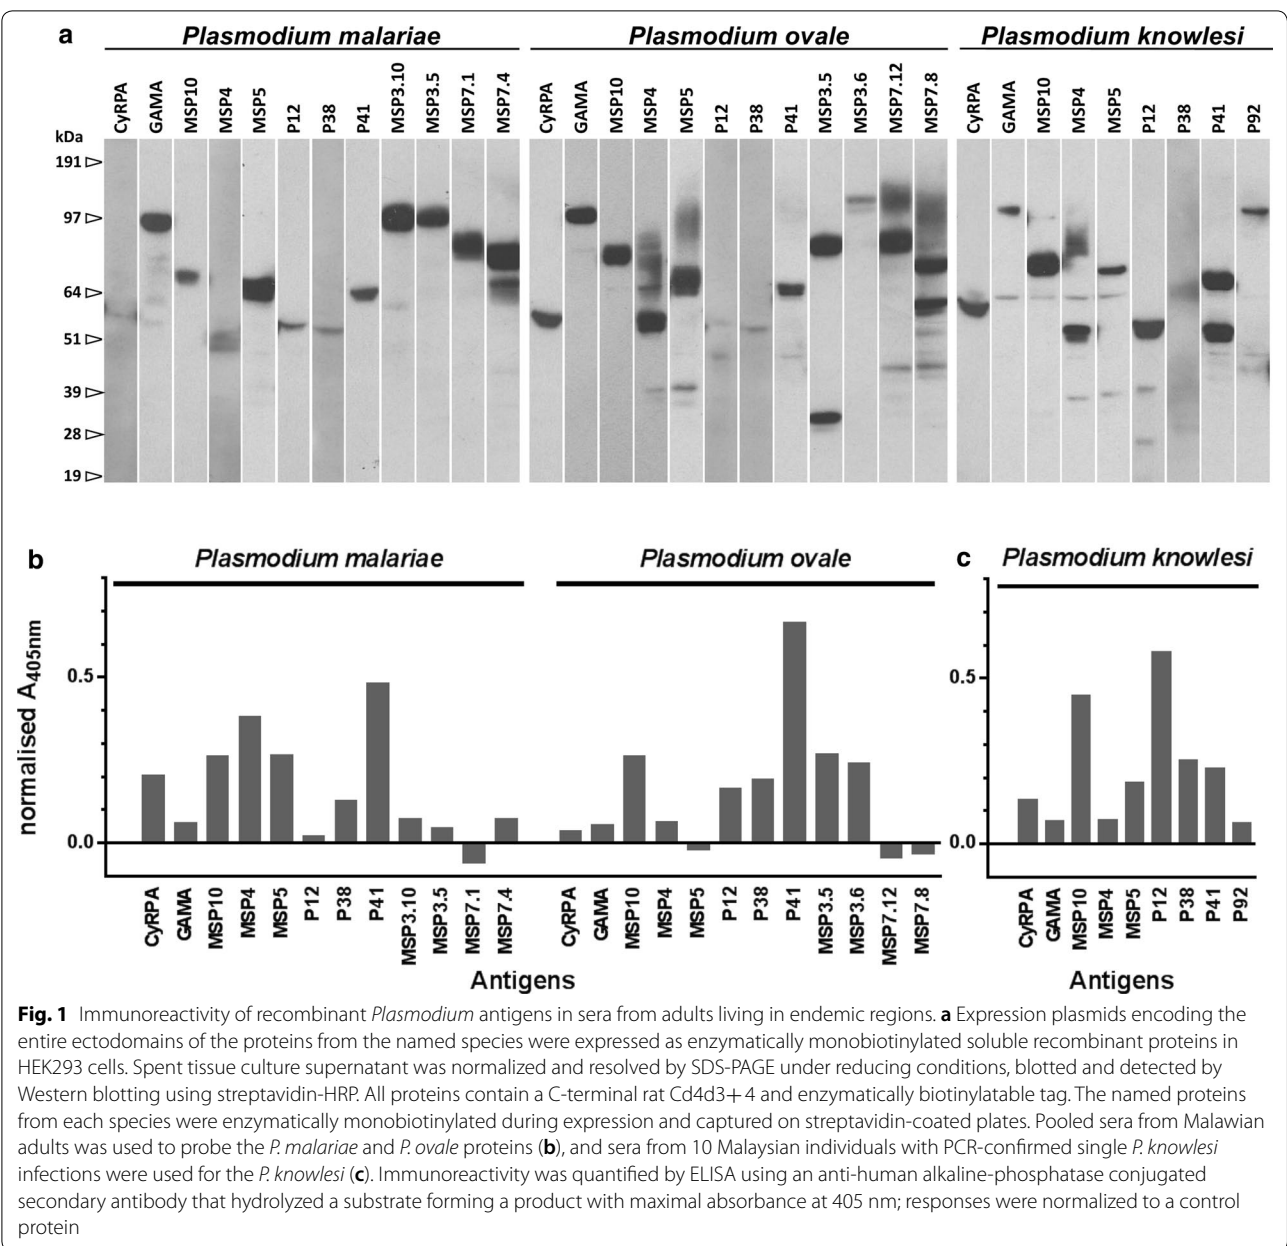 a
Plasmodium malariae Plasmodium ovale Plasmodium knowlesi
CyRPA GAMA MSP10 MSP4 MSP5 P12 P38 P41 MSP3.10 MSP3.5 MSP7.1 MSP7.4 CyRPA GAMA MSP10 MSP4 MSP5 P12 P38 P41 MSP3.5 MSP3.6 MSP7.12 MSP7.8 CyRPA GAMA MSP10 MSP4 MSP5 P12 P38 P41 P92
kDa
191
97
64
51
39
28
19
b Plasmodium malariae Plasmodium ovale c Plasmodium knowlesi
normalised A405nm
0.5 0.5
0.0 0.0
CyRPA GAMA MSP10 MSP4 MSP5 P12 P38 P41 MSP3.10 MSP3.5 MSP7.1 MSP7.4 CyRPA GAMA MSP10 MSP4 MSP5 P12 P38 P41 MSP3.5 MSP3.6 MSP7.12 MSP7.8 CyRPA GAMA MSP10 MSP4 MSP5 P12 P38 P41 P92
Antigens Antigens
Fig. 1 Immunoreactivity of recombinant Plasmodium antigens in sera from adults living in endemic regions. a Expression plasmids encoding the
entire ectodomains of the proteins from the named species were expressed as enzymatically monobiotinylated soluble recombinant proteins in
HEK293 cells. Spent tissue culture supernatant was normalized and resolved by SDS-PAGE under reducing conditions, blotted and detected by
Western blotting using streptavidin-HRP. All proteins contain a C-terminal rat Cd4d3+4 and enzymatically biotinylatable tag. The named proteins
from each species were enzymatically monobiotinylated during expression and captured on streptavidin-coated plates. Pooled sera from Malawian
adults was used to probe the P. malariae and P. ovale proteins (b), and sera from 10 Malaysian individuals with PCR-confirmed single P. knowlesi
infections were used for the P. knowlesi (c). Immunoreactivity was quantified by ELISA using an anti-human alkaline-phosphatase conjugated
secondary antibody that hydrolyzed a substrate forming a product with maximal absorbance at 405 nm; responses were normalized to a control
protein